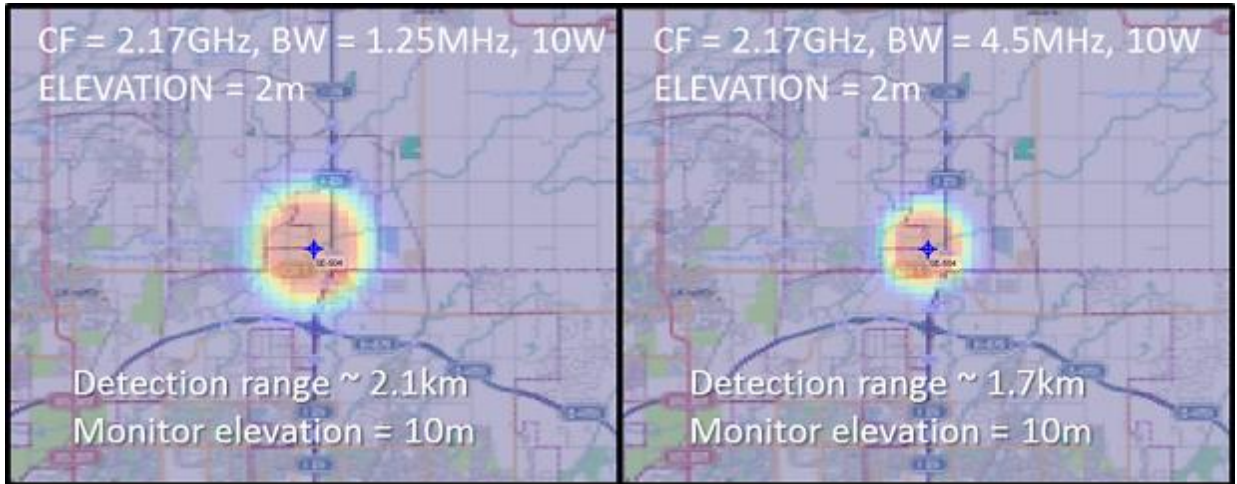 CF = 2.17GHz, BW = 1.25MHz, 10W
ELEVATION = 2m
Detection range ~ 2.1km
Monitor elevation = 10m
CF = 2.17GHz, BW = 4.5MHz, 10W
ELEVATION = 2m
Detection range ~ 1.7km
Monitor elevation = 10m